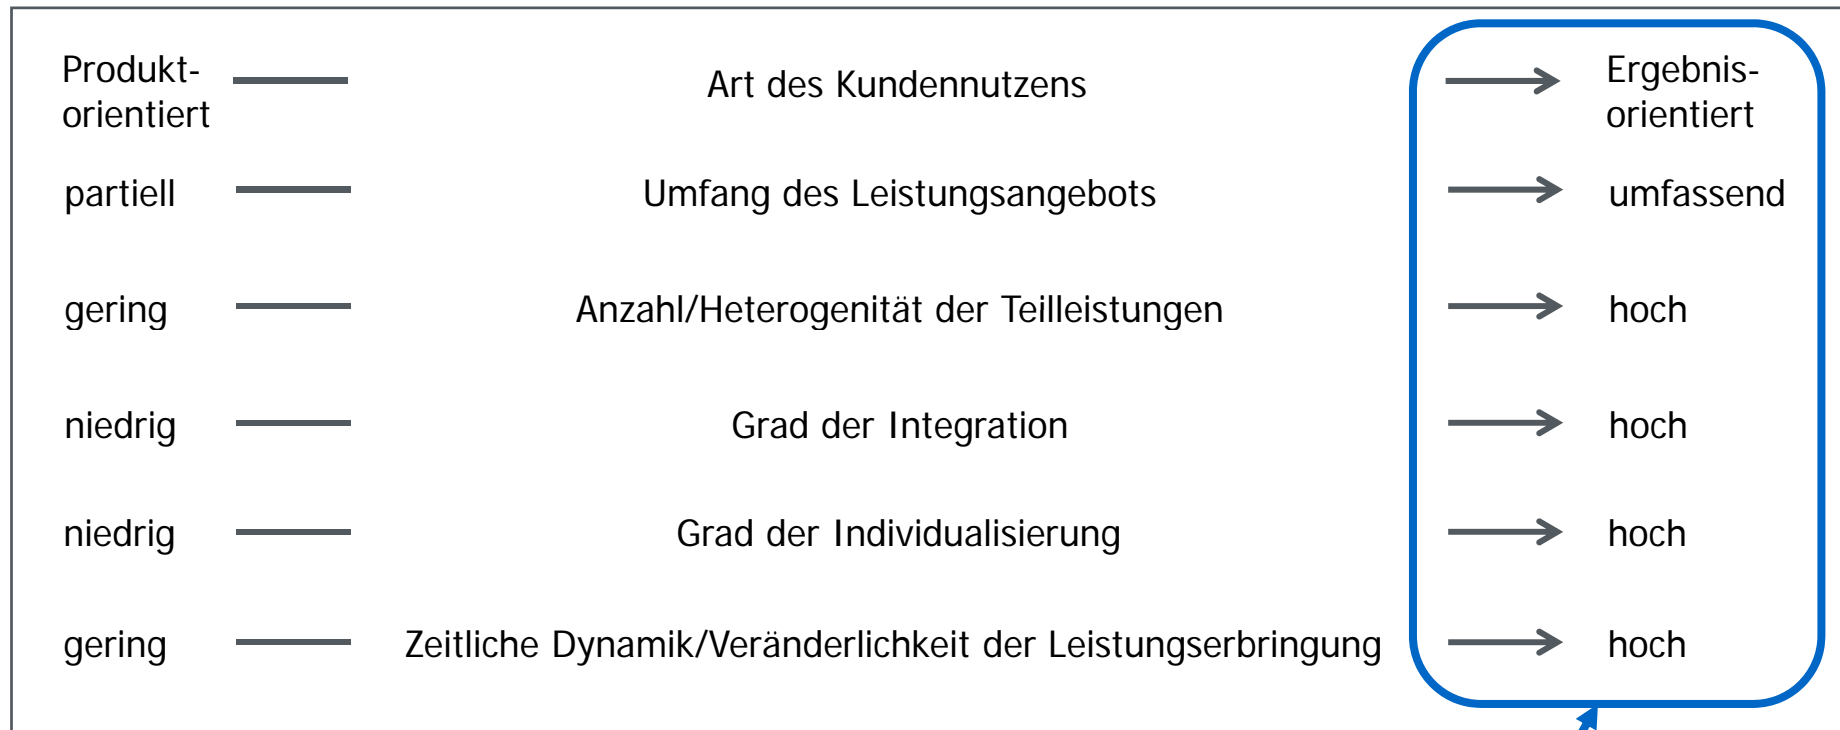 Produkt-
orientiert
Art des Kundennutzens
Ergebnis-
orientiert
partiell Umfang des Leistungsangebots umfassend
gering Anzahl/Heterogenität der Teilleistungen hoch
niedrig Grad der Integration hoch
niedrig Grad der Individualisierung hoch
gering Zeitliche Dynamik/Veränderlichkeit der Leistungserbringung hoch